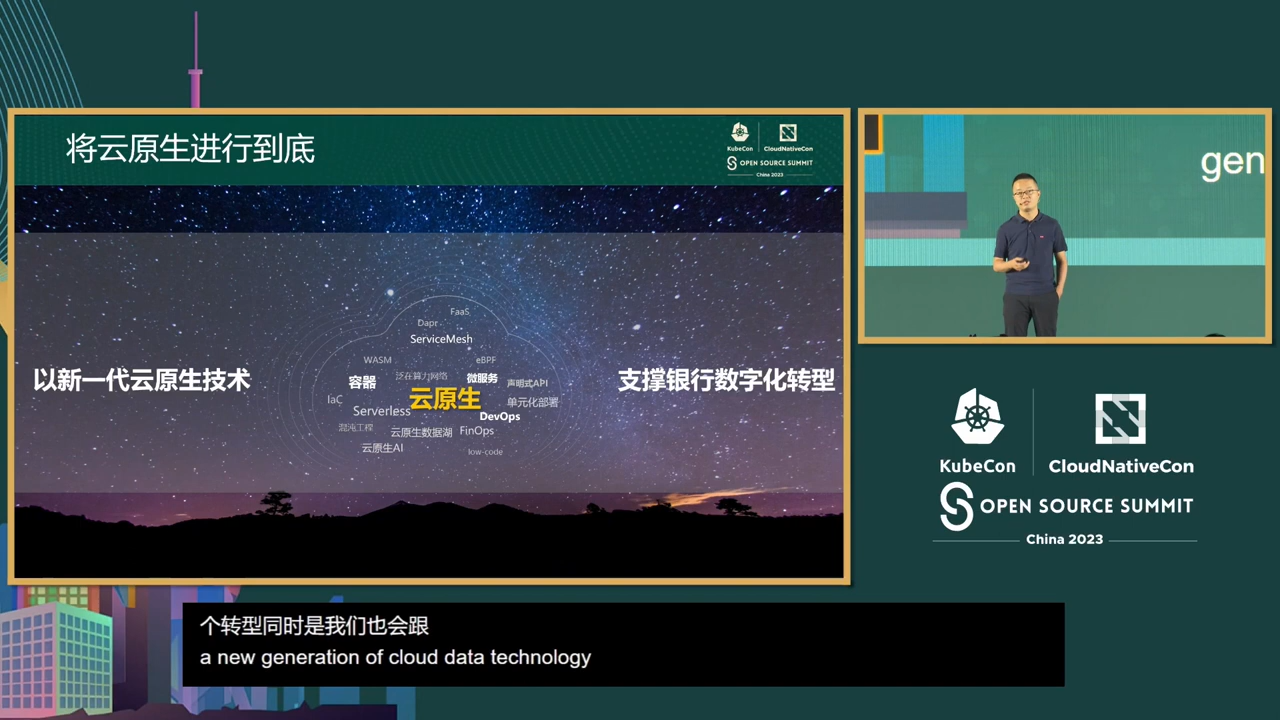 将云原生进行到底
KubeCon
CloudNativeCon
OPEN SOURCE SUMMIT
China 2023
FaaS
Dapr
ServiceMesh
WASM
eBPF
容器
泛在算力网络
微服务
声明式API
以新一代云原生技术
云原生
支撑银行数字化转型
IaC
Serverless
单元化部署
DevOps
混沌工程
云原生数据湖
FinOps
云原生AI
low-code
gen
KubeCon
CloudNativeCon
OPEN SOURCE SUMMIT
China 2023
个转型同时是我们也会跟
a new generation of cloud data technology